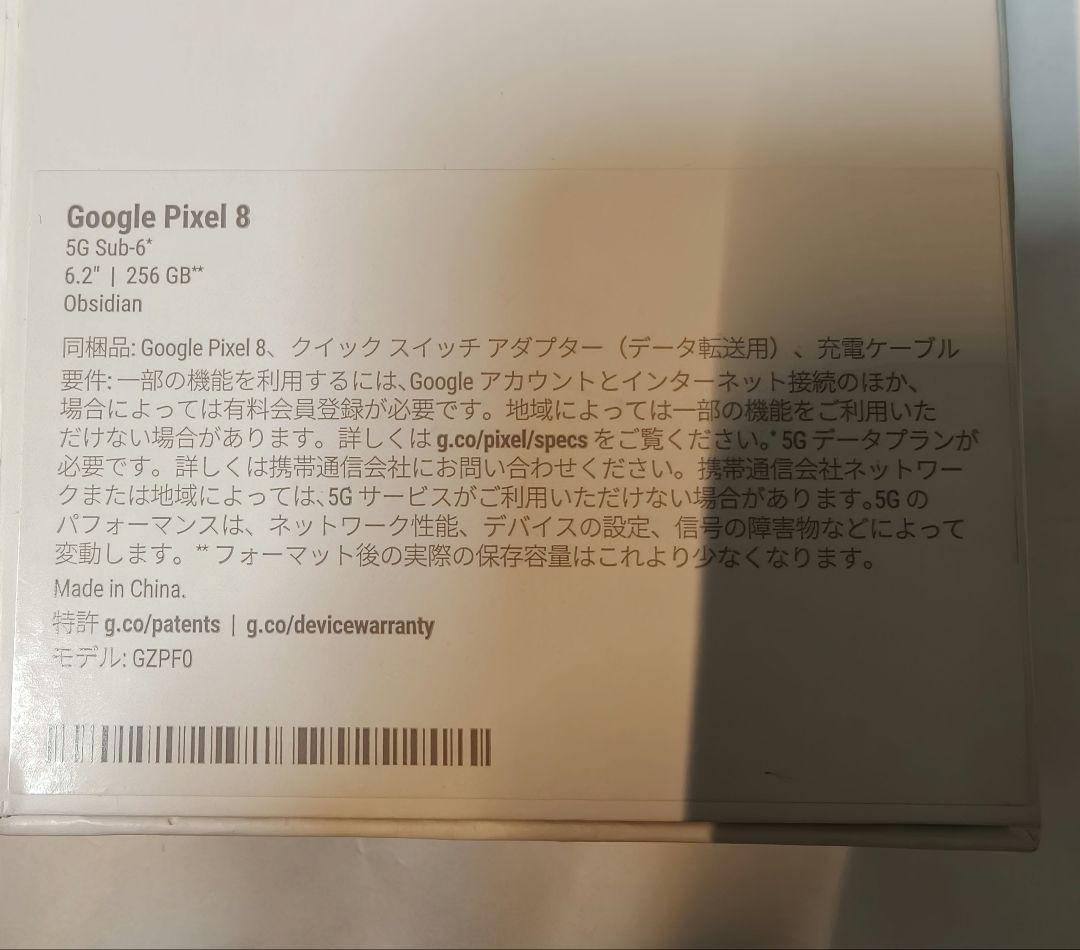 Google Pixel 8
5G Sub-6*
6.2" | 256 GB**
Obsidian
同梱品: Google Pixel 8、クイック スイッチ アダプター（データ転送用）、充電ケーブル
要件: 一部の機能を利用するには、Google アカウントとインターネット接続のほか、
場合によっては有料会員登録が必要です。地域によっては一部の機能をご利用いた
だけない場合があります。詳しくは g.co/pixel/specs をご覧ください。* 5G データプランが
必要です。詳しくは携帯通信会社にお問い合わせください。携帯通信会社ネットワー
クまたは地域によっては、5G サービスがご利用いただけない場合があります。5G の
パフォーマンスは、ネットワーク性能、デバイスの設定、信号の障害物などによって
変動します。** フォーマット後の実際の保存容量はこれより少なくなります。
Made in China.
特許 g.co/patents | g.co/devicewarranty
モデル: GZPF0